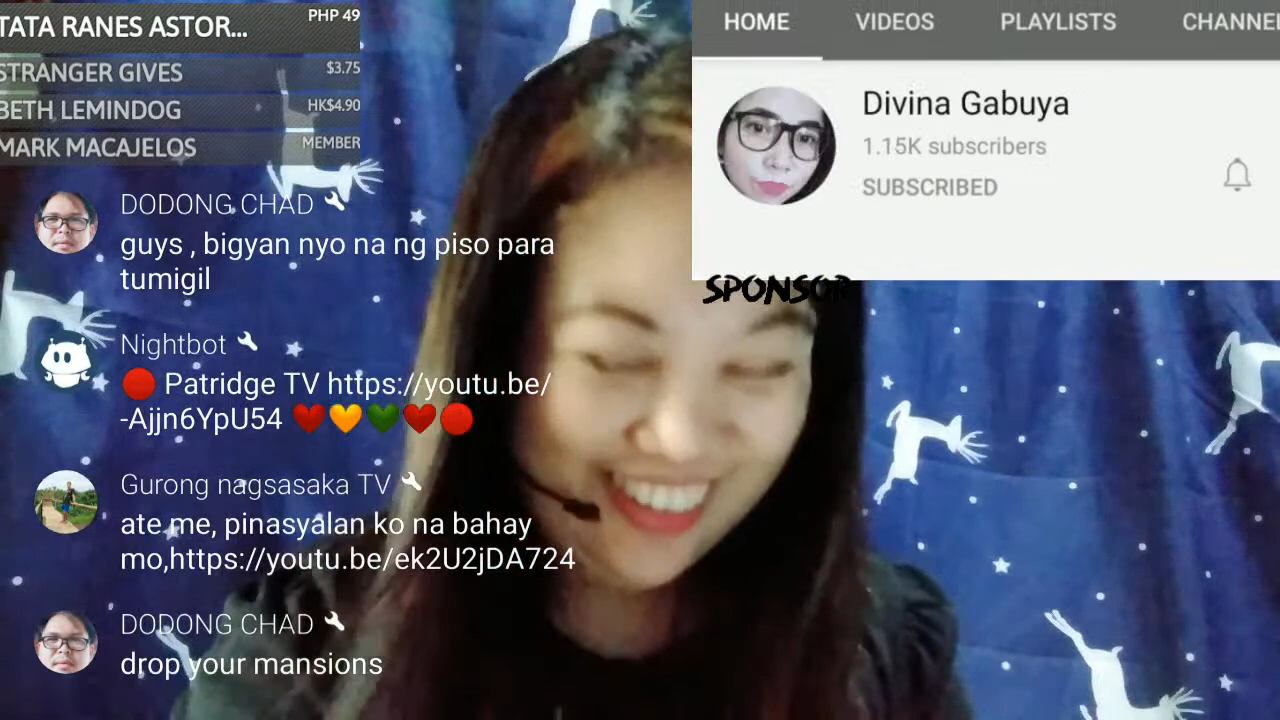 TATA RANES ASTOR... PHP 49
STRANGER GIVES $3.75
BETH LEMINDOG HK$4.90
MARK MACAJELOS MEMBER
DODONG CHAD
guys , bigyan nyo na ng piso para
tumigil
Nightbot
🔴 Patridge TV https://youtu.be/
-Ajjn6YpU54 ❤️🧡💚❤️🔴
Gurong nagsasaka TV
ate me, pinasyalan ko na bahay
mo,https://youtu.be/ek2U2jDA724
DODONG CHAD
drop your mansions
HOME VIDEOS PLAYLISTS CHANNE
Divina Gabuya
1.15K subscribers
SUBSCRIBED
SPONSOR